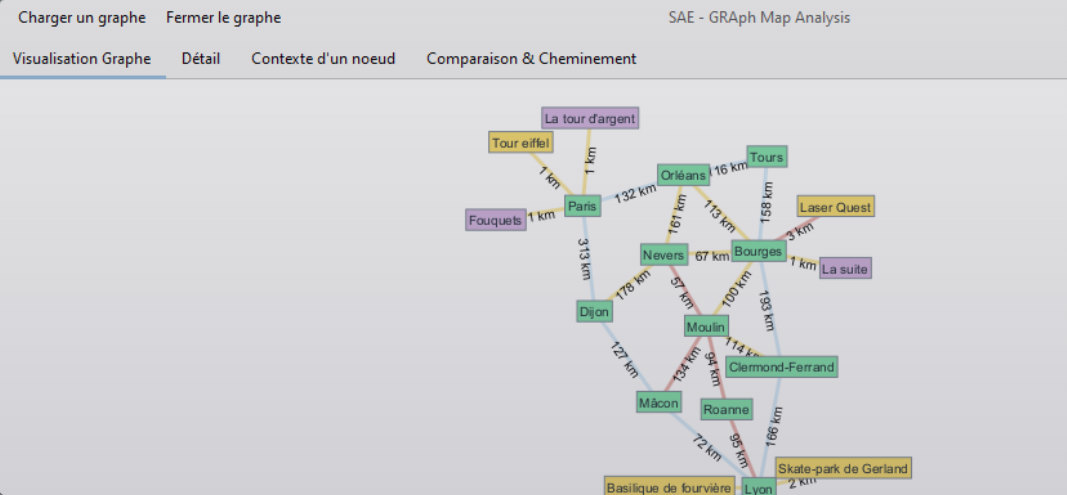 Charger un graphe Fermer le graphe SAE - GRAph Map Analysis
Visualisation Graphe Détail Contexte d'un noeud Comparaison & Cheminement
La tour d'argent
Tour eiffel
1 km
1 km
Tours
Orléans
116 km
132 km
Paris
Fouquets
1 km
158 km
Laser Quest
161 km
113 km
3 km
313 km
Nevers
67 km
Bourges
1 km
La suite
178 km
57 km
100 km
193 km
Dijon
Moulin
127 km
134 km
94 km
114 km
Clermond-Ferrand
Mâcon
Roanne
72 km
95 km
166 km
Skate-park de Gerland
Basilique de fourvière
Lyon
2 km